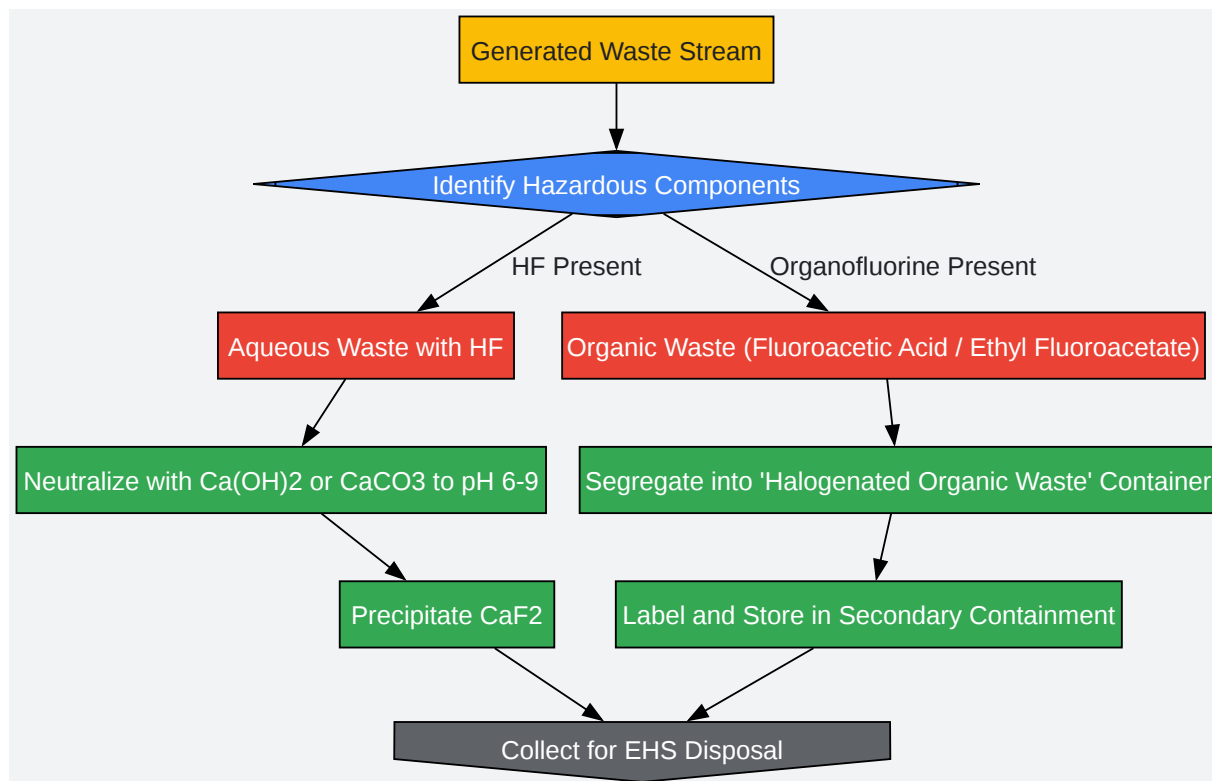 Generated Waste Stream
Identify Hazardous Components
HF Present
Organofluorine Present
Aqueous Waste with HF
Organic Waste (Fluoroacetic Acid / Ethyl Fluoroacetate)
Neutralize with Ca(OH)2 or CaCO3 to pH 6-9
Segregate into 'Halogenated Organic Waste' Container
Precipitate CaF2
Label and Store in Secondary Containment
Collect for EHS Disposal